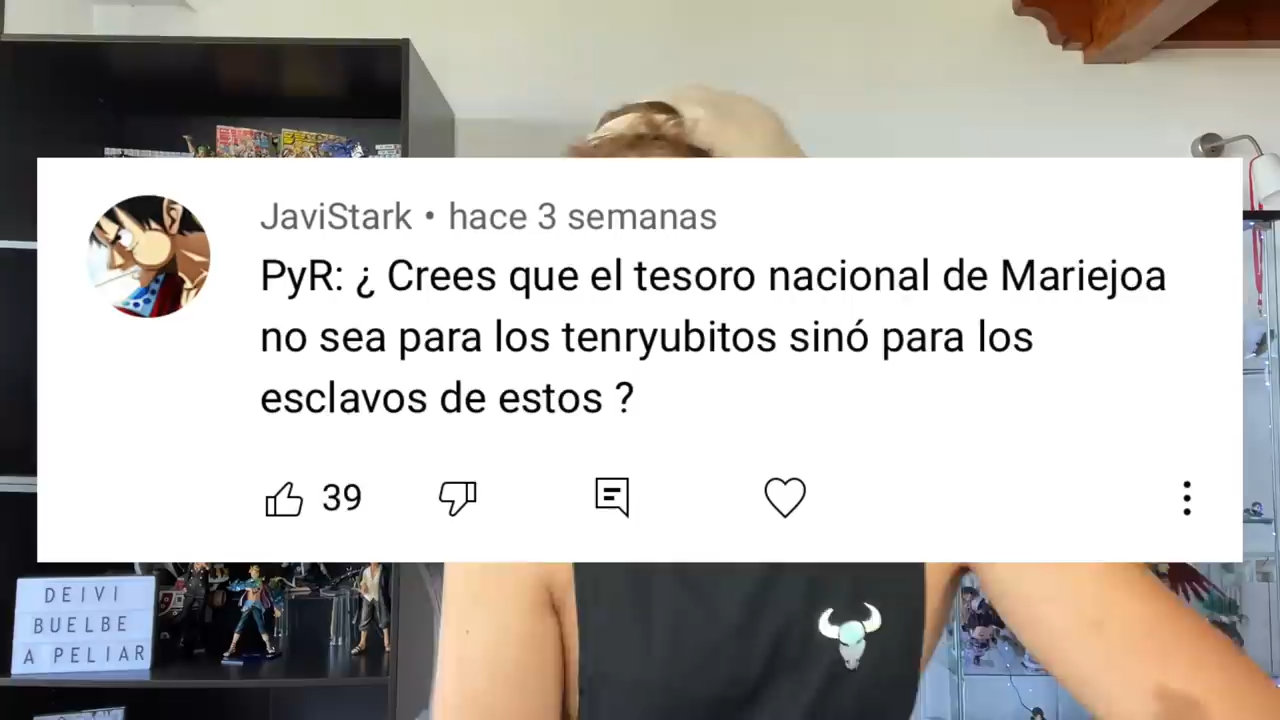 JaviStark • hace 3 semanas
PyR: ¿ Crees que el tesoro nacional de Mariejoa
no sea para los tenryubitos sinó para los
esclavos de estos ?
39
DEIVI
BUELBE
A PELIAR